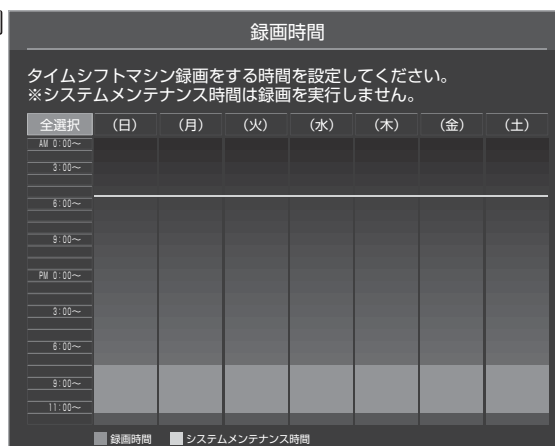 録画時間
タイムシフトマシン録画をする時間を設定してください。
※システムメンテナンス時間は録画を実行しません。
全選択 (日) (月) (火) (水) (木) (金) (土)
AM 0:00～
3:00～
6:00～
9:00～
PM 0:00～
3:00～
6:00～
9:00～
11:00～
録画時間 システムメンテナンス時間